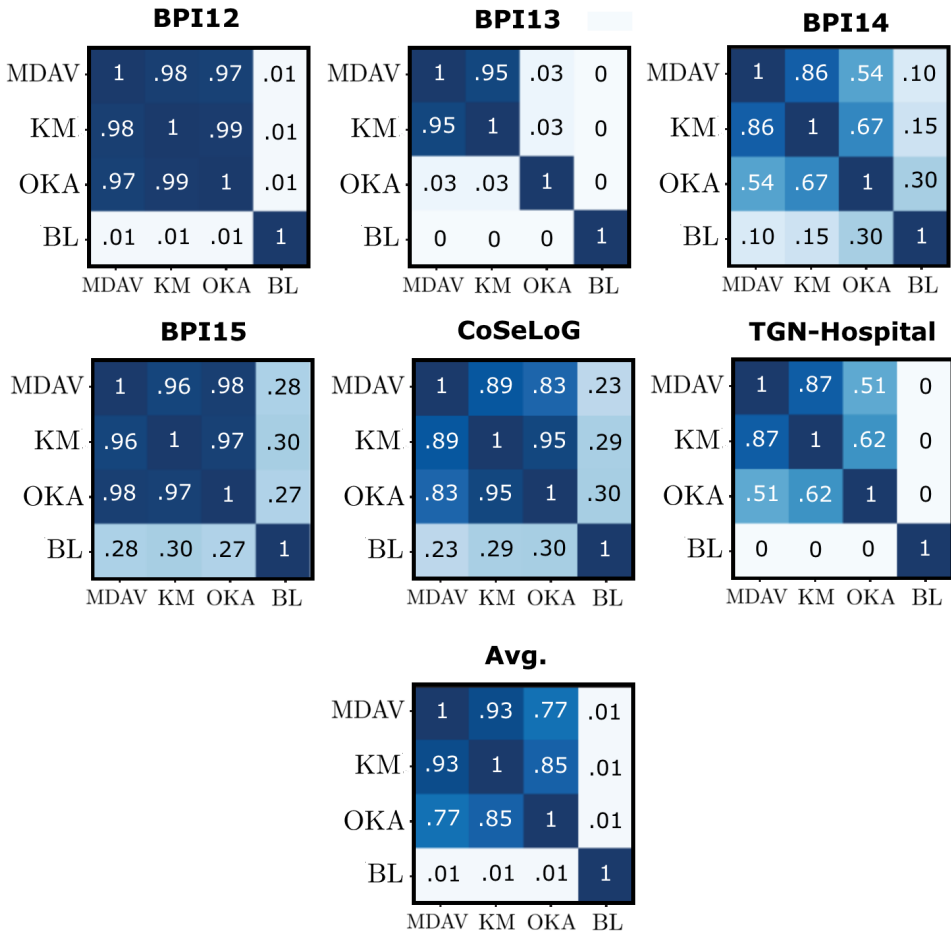 BPI12 BPI13 BPI14
MDAV 1 .98 .97 .01 1 .95 .03 0 MDAV 1 .86 .54 .10
KM .98 1 .99 .01 .95 1 .03 0 KM .86 1 .67 .15
OKA .97 .99 1 .01 OKA .03 .03 1 0 OKA .54 .67 1 .30
BL .01 .01 .01 1 BL 0 0 0 1 BL .10 .15 .30 1
MDAV KM OKA BL MDAV KM OKA BL MDAV KM OKA BL
BPI15 CoSeLoG TGN-Hospital
MDAV 1 .96 .98 .28 MDAV 1 .89 .83 .23 MDAV 1 .87 .51 0
KM .96 1 .97 .30 KM .89 1 .95 .29 KM .87 1 .62 0
OKA .98 .97 1 .27 OKA .83 .95 1 .30 OKA .51 .62 1 0
BL .28 .30 .27 1 BL .23 .29 .30 1 BL 0 0 0 1
MDAV KM OKA BL MDAV KM OKA BL MDAV KM OKA BL
Avg.
MDAV 1 .93 .77 .01
KM .93 1 .85 .01
OKA .77 .85 1 .01
BL .01 .01 .01 1
MDAV KM OKA BL